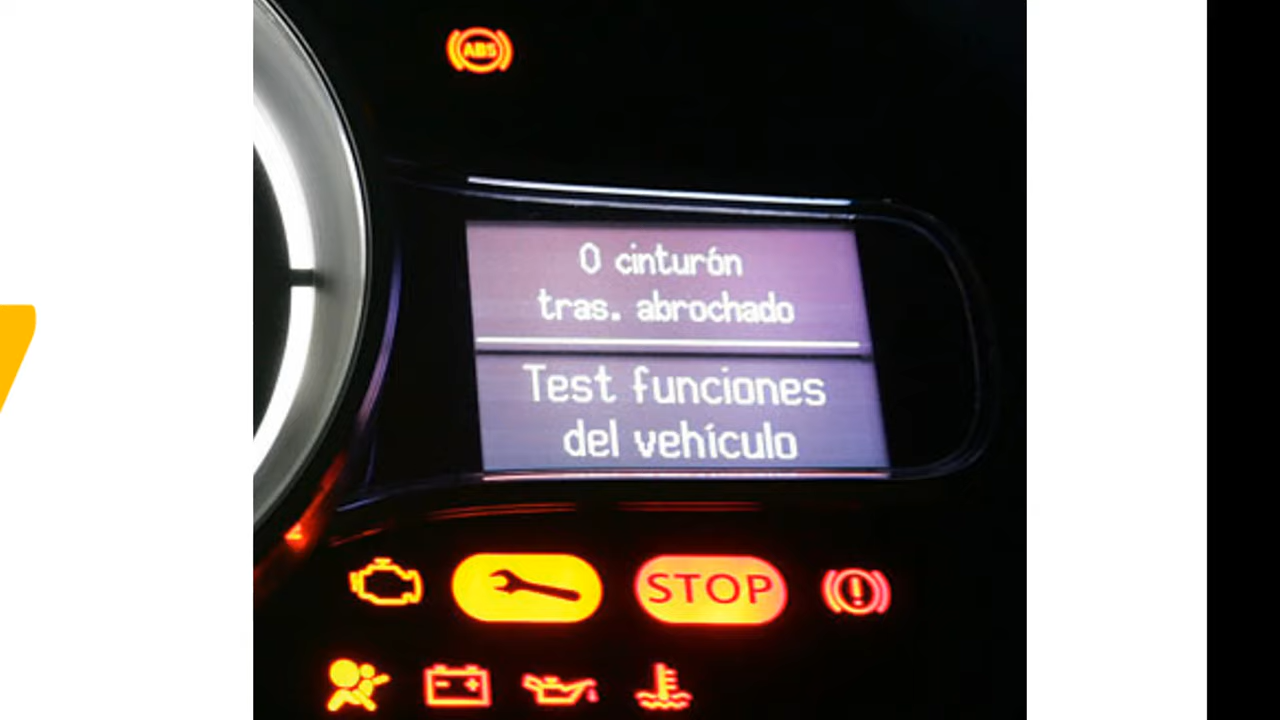 ABS
0 cinturón
tras. abrochado
Test funciones
del vehículo
STOP